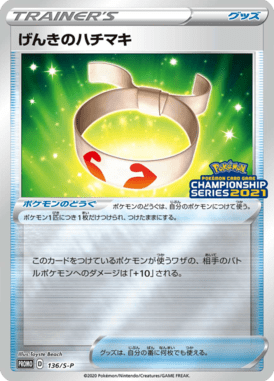 TRAINER'S グッズ
げんきのハチマキ
Pokémon
POKÉMON CARD GAME
CHAMPIONSHIP
SERIES 2021
ポケモンのどうぐ
ポケモンのどうぐは、自分のポケモンにつけて使う。
ポケモン1匹につき1枚だけつけられ、つけたままにする。
このカードをつけているポケモンが使うワザの、相手のバ
トルポケモンへのダメージは「+10」される。
Illus. Toyste Beach
PROMO D 136/S-P
グッズは、自分の番に何枚でも使える。
©2020 Pokémon/Nintendo/Creatures/GAME FREAK.